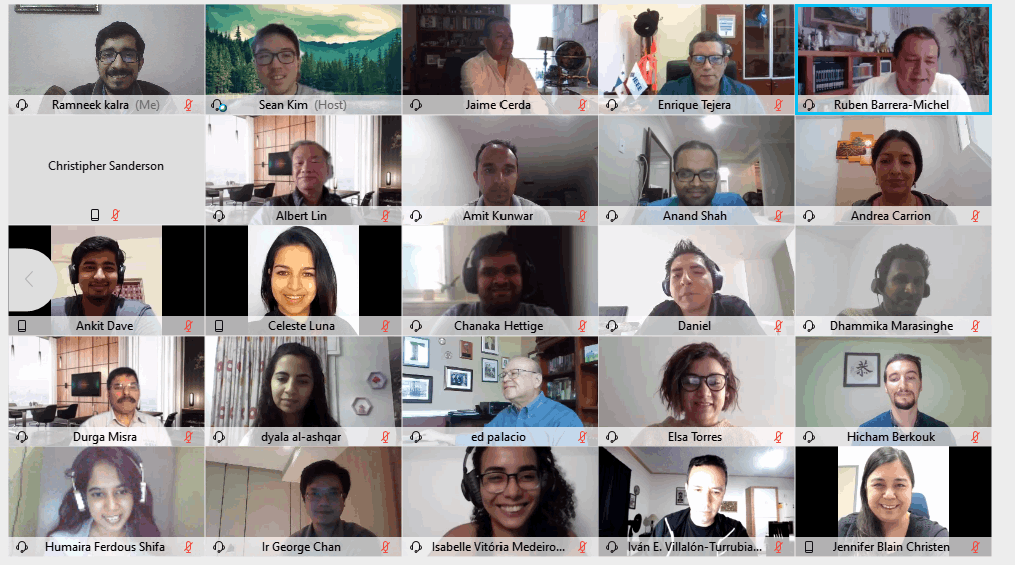 Ramneek kalra (Me)
Sean Kim (Host)
Jaime Cerda
Enrique Tejera
Ruben Barrera-Michel
Christipher Sanderson
Albert Lin
Amit Kunwar
Anand Shah
Andrea Carrion
Ankit Dave
Celeste Luna
Chanaka Hettige
Daniel
Dhammika Marasinghe
Durga Misra
dyala al-ashqar
ed palacio
Elsa Torres
Hicham Berkouk
Humaira Ferdous Shifa
Ir George Chan
Isabelle Vitória Medeiro...
Iván E. Villalón-Turrubia...
Jennifer Blain Christen